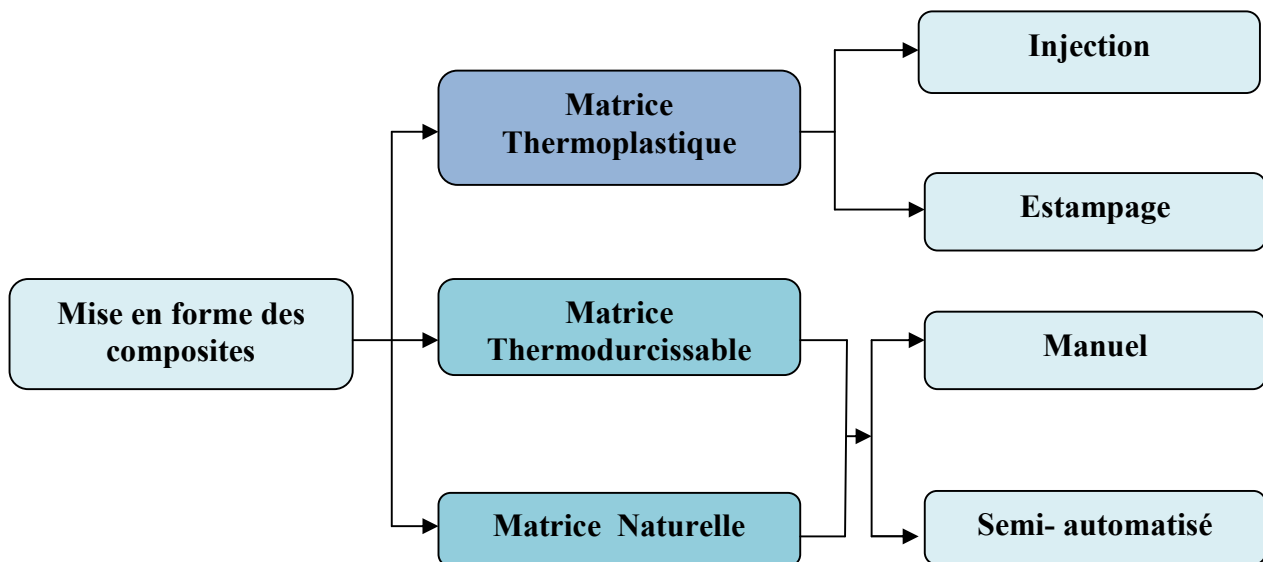 Mise en forme des
composites
Matrice
Thermoplastique
Matrice
Thermodurcissable
Matrice Naturelle
Injection
Estampage
Manuel
Semi- automatisé